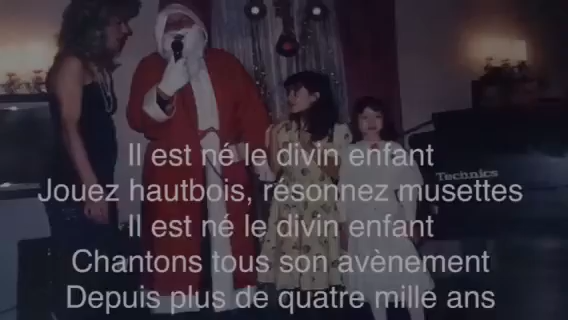 Technics
Il est né le divin enfant
Jouez hautbois, résonnez musettes
Il est né le divin enfant
Chantons tous son avènement
Depuis plus de quatre mille ans